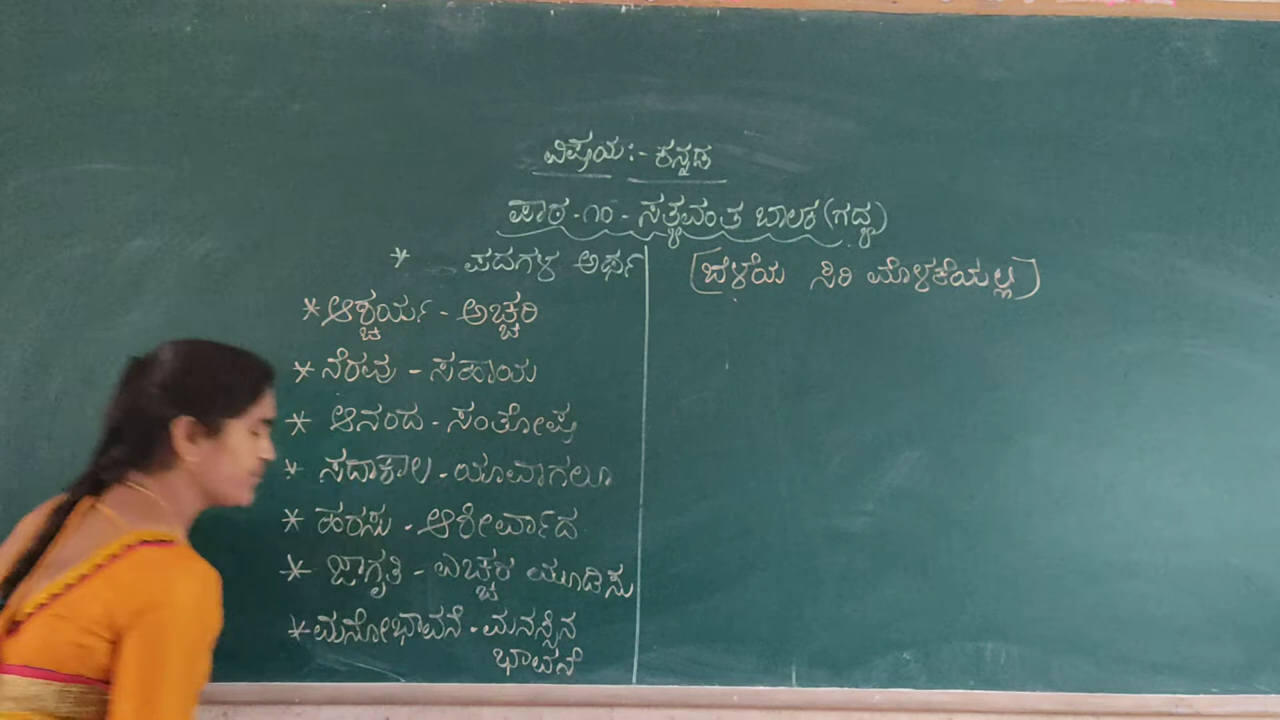 ವಿಷಯ:- ಕನ್ನಡ
ಪಾಠ -೧೦ - ಸತ್ಯವಂತ ಬಾಲಕ (ಗದ್ಯ)
* ಪದಗಳ ಅರ್ಥ
* ಆಶ್ಚರ್ಯ - ಅಚ್ಚರಿ
* ನೆರವು - ಸಹಾಯ
* ಆನಂದ - ಸಂತೋಷ
* ಸದಾಕಾಲ - ಯಾವಾಗಲೂ
* ಹರಸು - ಆಶೀರ್ವಾದ
* ಜಾಗೃತಿ - ಎಚ್ಚರ ಮೂಡಿಸು
* ಮನೋಭಾವನೆ - ಮನಸ್ಸಿನ
ಭಾವನೆ
[ಬೆಳೆಯ ಸಿರಿ ಮೊಳಕೆಯಲ್ಲಿ]